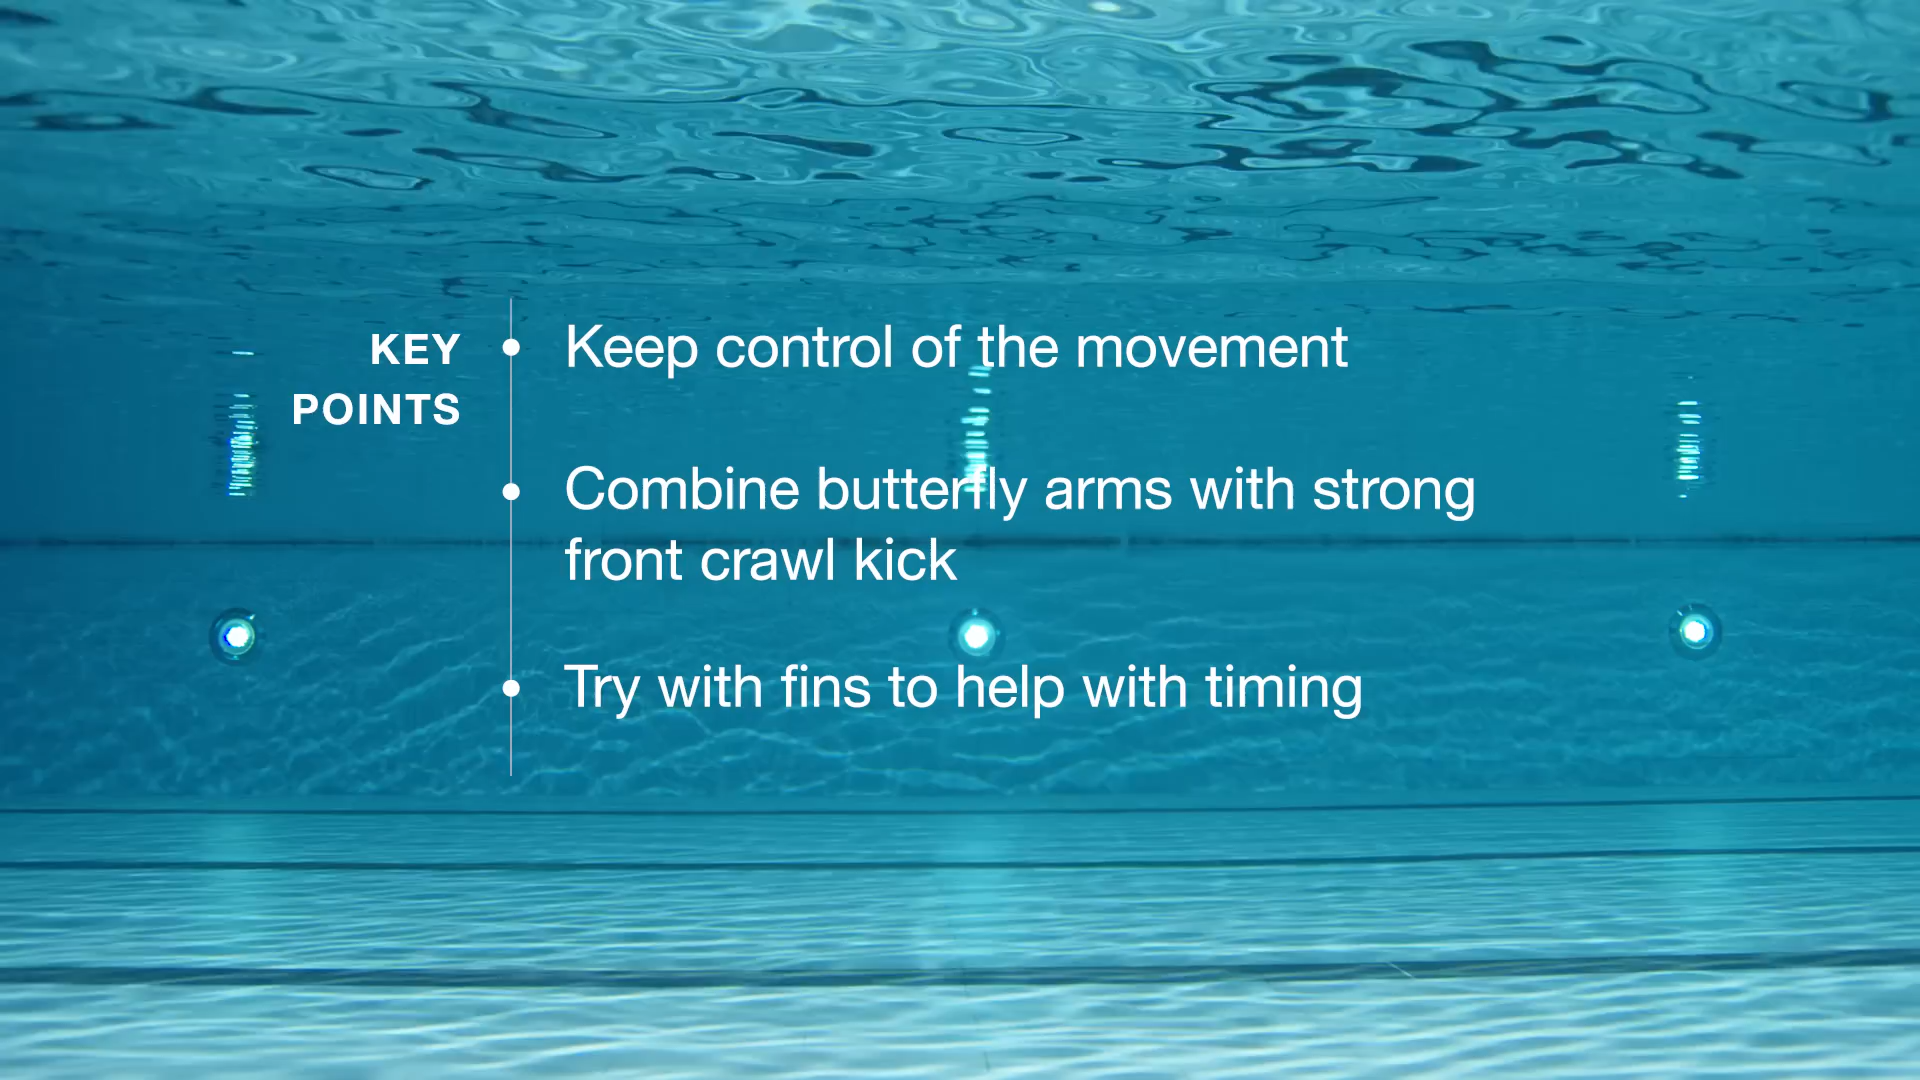 KEY
POINTS
Keep control of the movement
Combine butterfly arms with strong
front crawl kick
Try with fins to help with timing